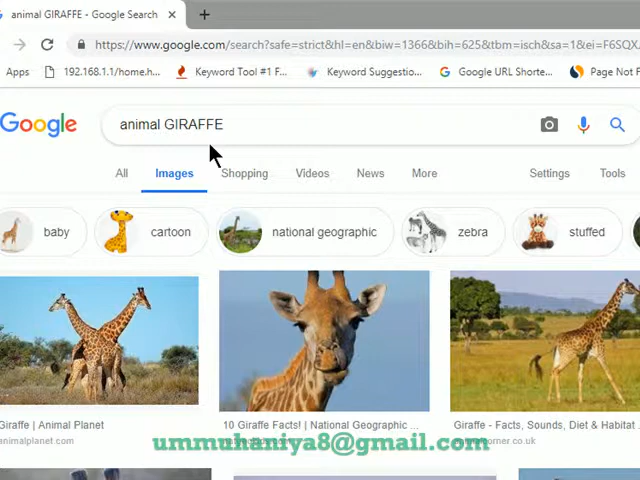 animal GIRAFFE - Google Search
https://www.google.com/search?safe=strict&hl=en&biw=1366&bih=625&tbm=isch&sa=1&ei=F6SQX
Apps 192.168.1.1/home.h... Keyword Tool #1 F... Keyword Suggestio... Google URL Shorte... Page Not F
Google animal GIRAFFE
All Images Shopping Videos News More Settings Tools
baby cartoon national geographic zebra stuffed
Giraffe | Animal Planet 10 Giraffe Facts! | National Geographic ... Giraffe - Facts, Sounds, Diet & Habitat
animalplanet.com
ummuhaniya8@gmail.com